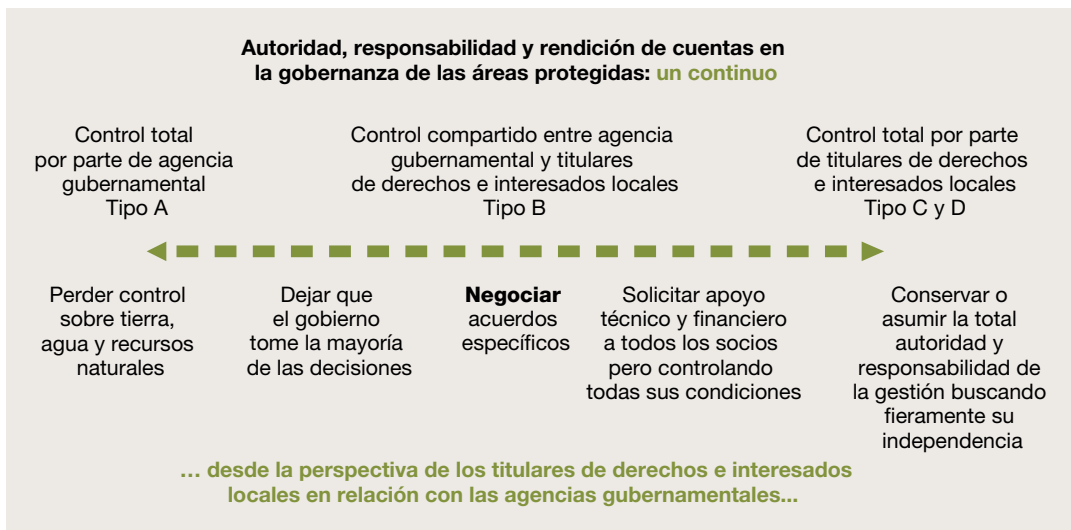 Autoridad, responsabilidad y rendición de cuentas en
la gobernanza de las áreas protegidas: un continuo
Control total
por parte de agencia
gubernamental
Tipo A
Control compartido entre agencia
gubernamental y titulares
de derechos e interesados locales
Tipo B
Control total por parte
de titulares de derechos
e interesados locales
Tipo C y D
Perder control
sobre tierra,
agua y recursos
naturales
Dejar que
el gobierno
tome la mayoría
de las decisiones
Negociar
acuerdos
específicos
Solicitar apoyo
técnico y financiero
a todos los socios
pero controlando
todas sus condiciones
Conservar o
asumir la total
autoridad y
responsabilidad de
la gestión buscando
fieramente su
independencia
… desde la perspectiva de los titulares de derechos e interesados
locales en relación con las agencias gubernamentales...